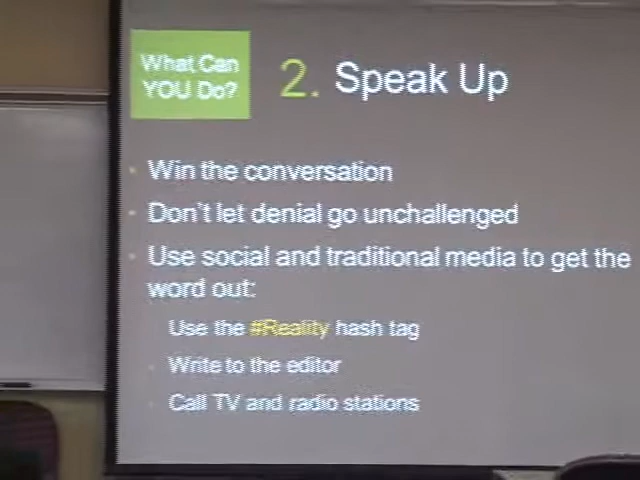 What Can
YOU Do?
2. Speak Up
Win the conversation
Don't let denial go unchallenged
Use social and traditional media to get the
word out:
Use the #Reality hash tag
Write to the editor
Call TV and radio stations